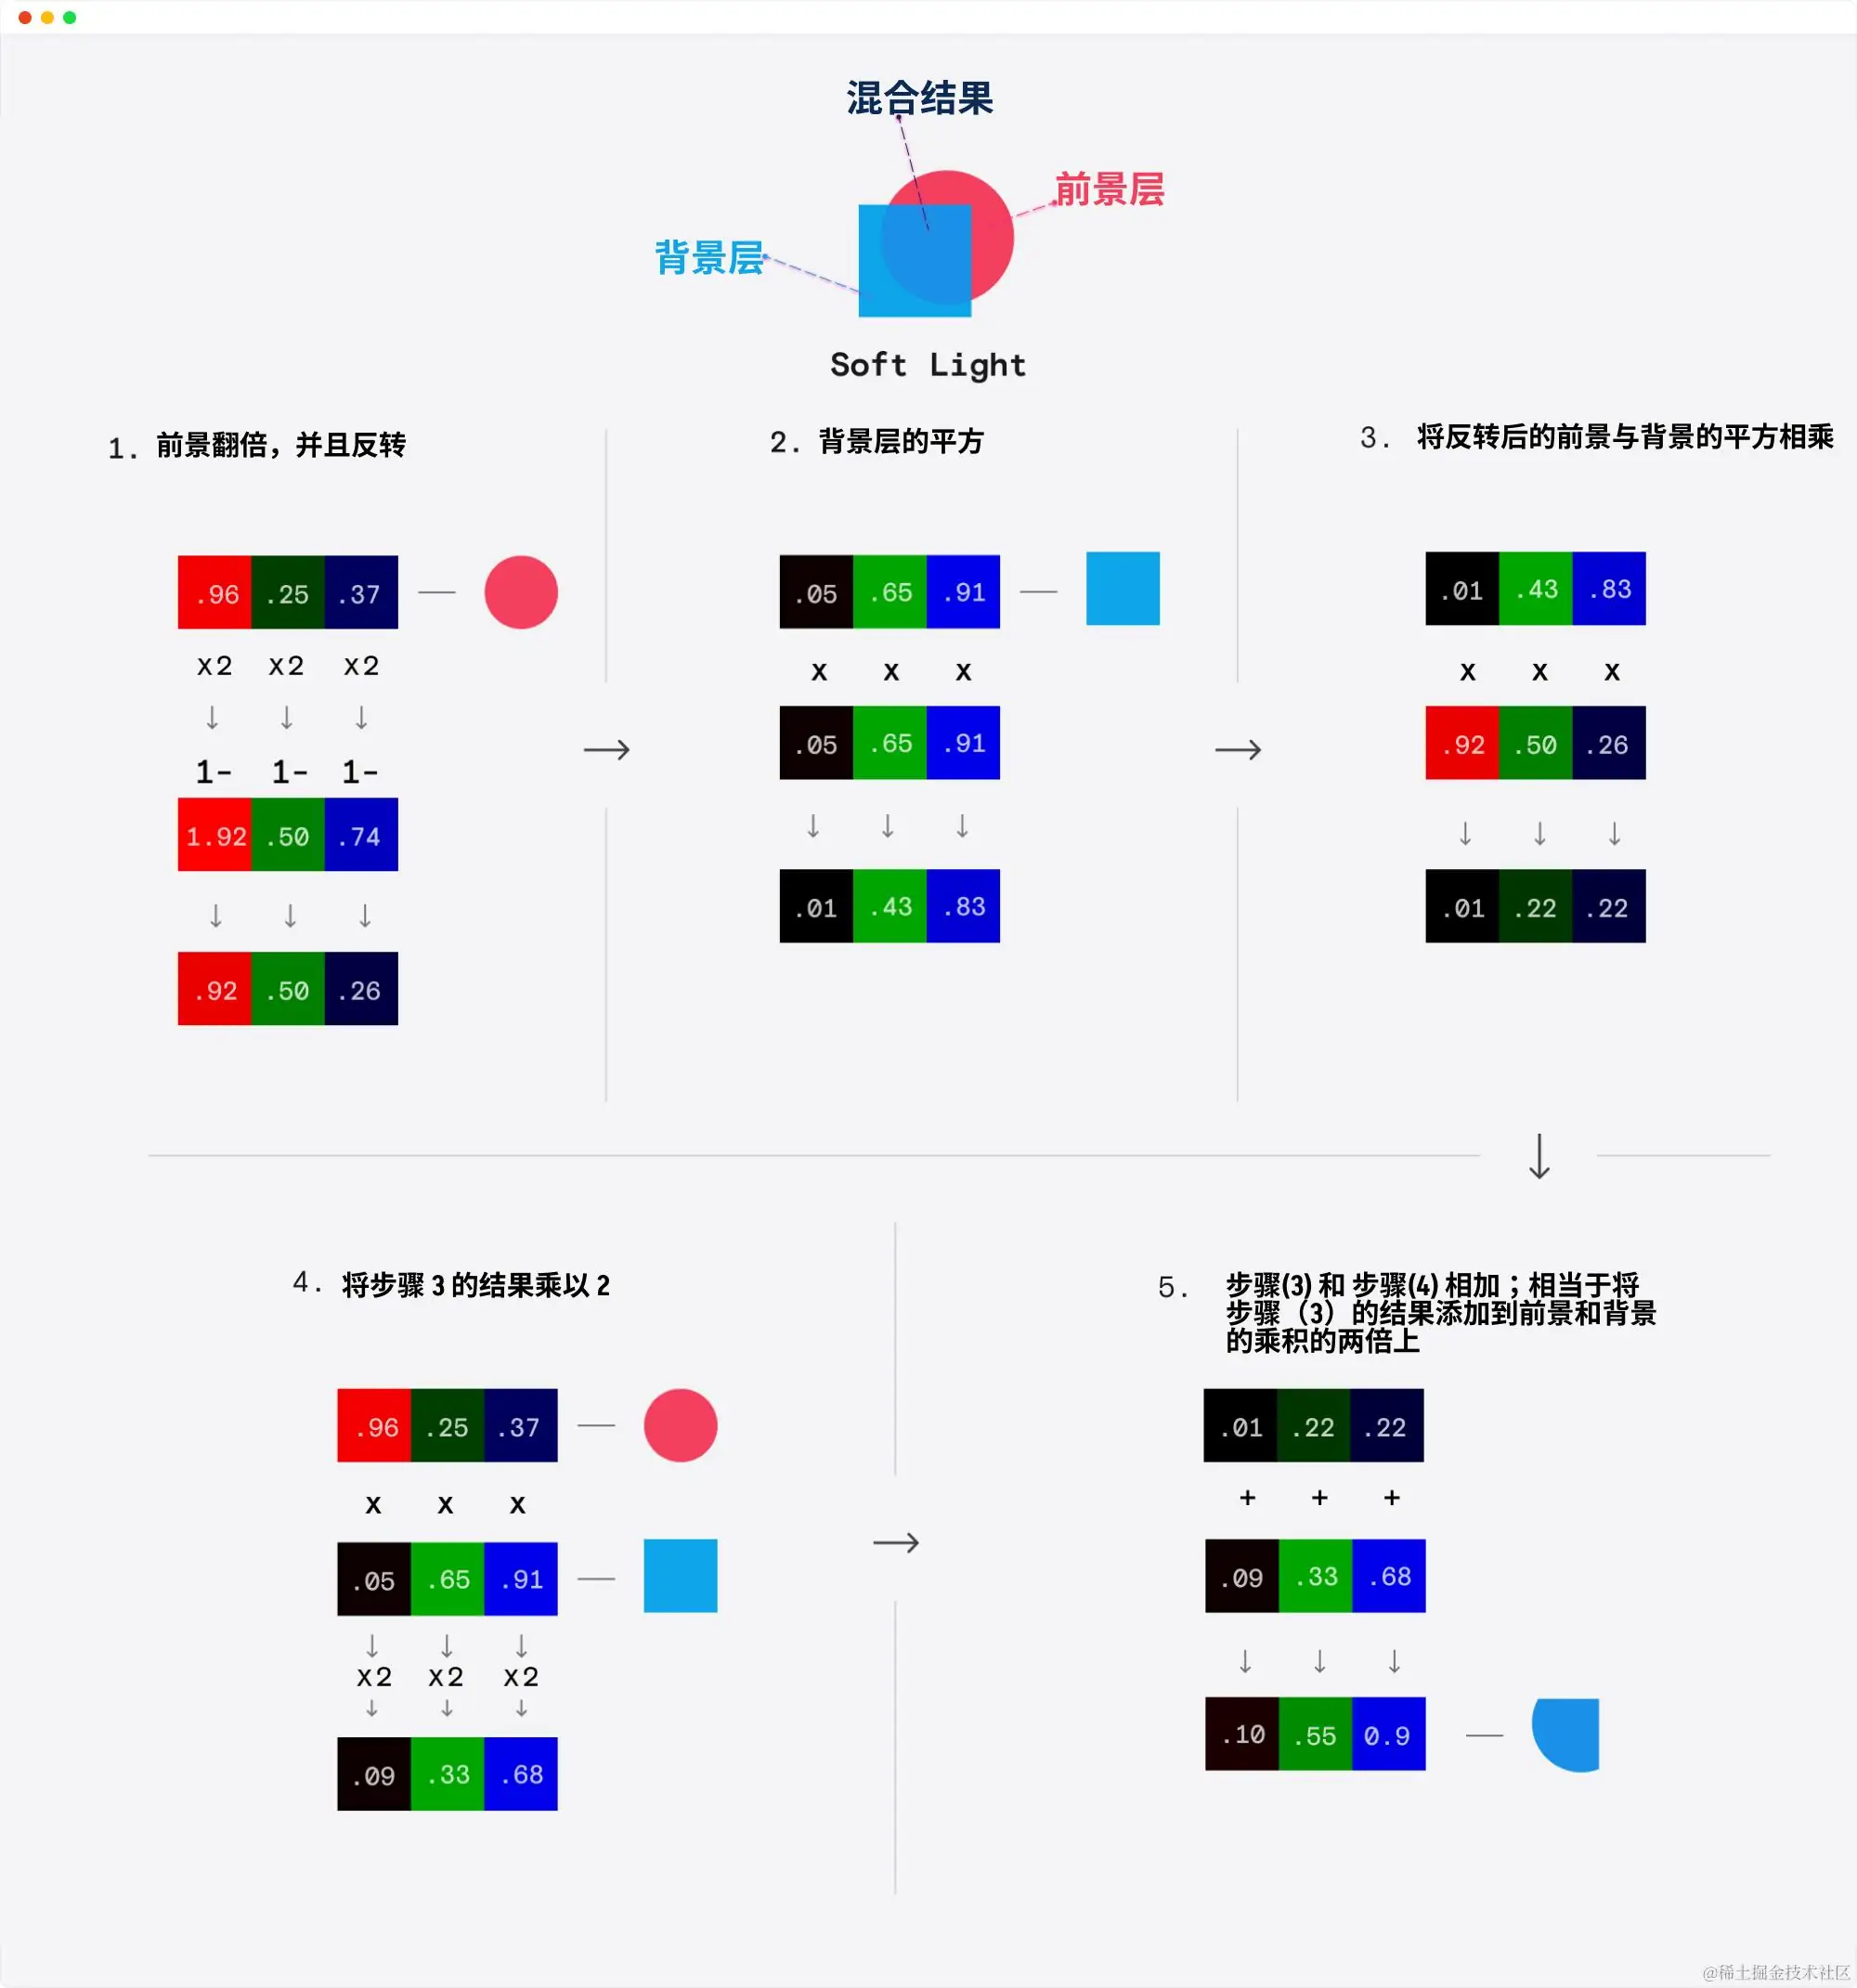 混合结果
前景层
背景层
Soft Light
1. 前景翻倍，并且反转
.96 .25 .37
x2 x2 x2
↓ ↓ ↓
1- 1- 1-
1.92 .50 .74
↓ ↓ ↓
.92 .50 .26
→
2. 背景层的平方
.05 .65 .91
x x x
.05 .65 .91
↓ ↓ ↓
.01 .43 .83
→
3. 将反转后的前景与背景的平方相乘
.01 .43 .83
x x x
.92 .50 .26
↓ ↓ ↓
.01 .22 .22
↓
4. 将步骤 3 的结果乘以 2
.96 .25 .37
x x x
.05 .65 .91
↓ ↓ ↓
x2 x2 x2
↓ ↓ ↓
.09 .33 .68
→
5. 步骤(3) 和 步骤(4) 相加；相当于将
步骤（3）的结果添加到前景和背景
的乘积的两倍上
.01 .22 .22
+ + +
.09 .33 .68
↓ ↓ ↓
.10 .55 0.9
@稀土掘金技术社区